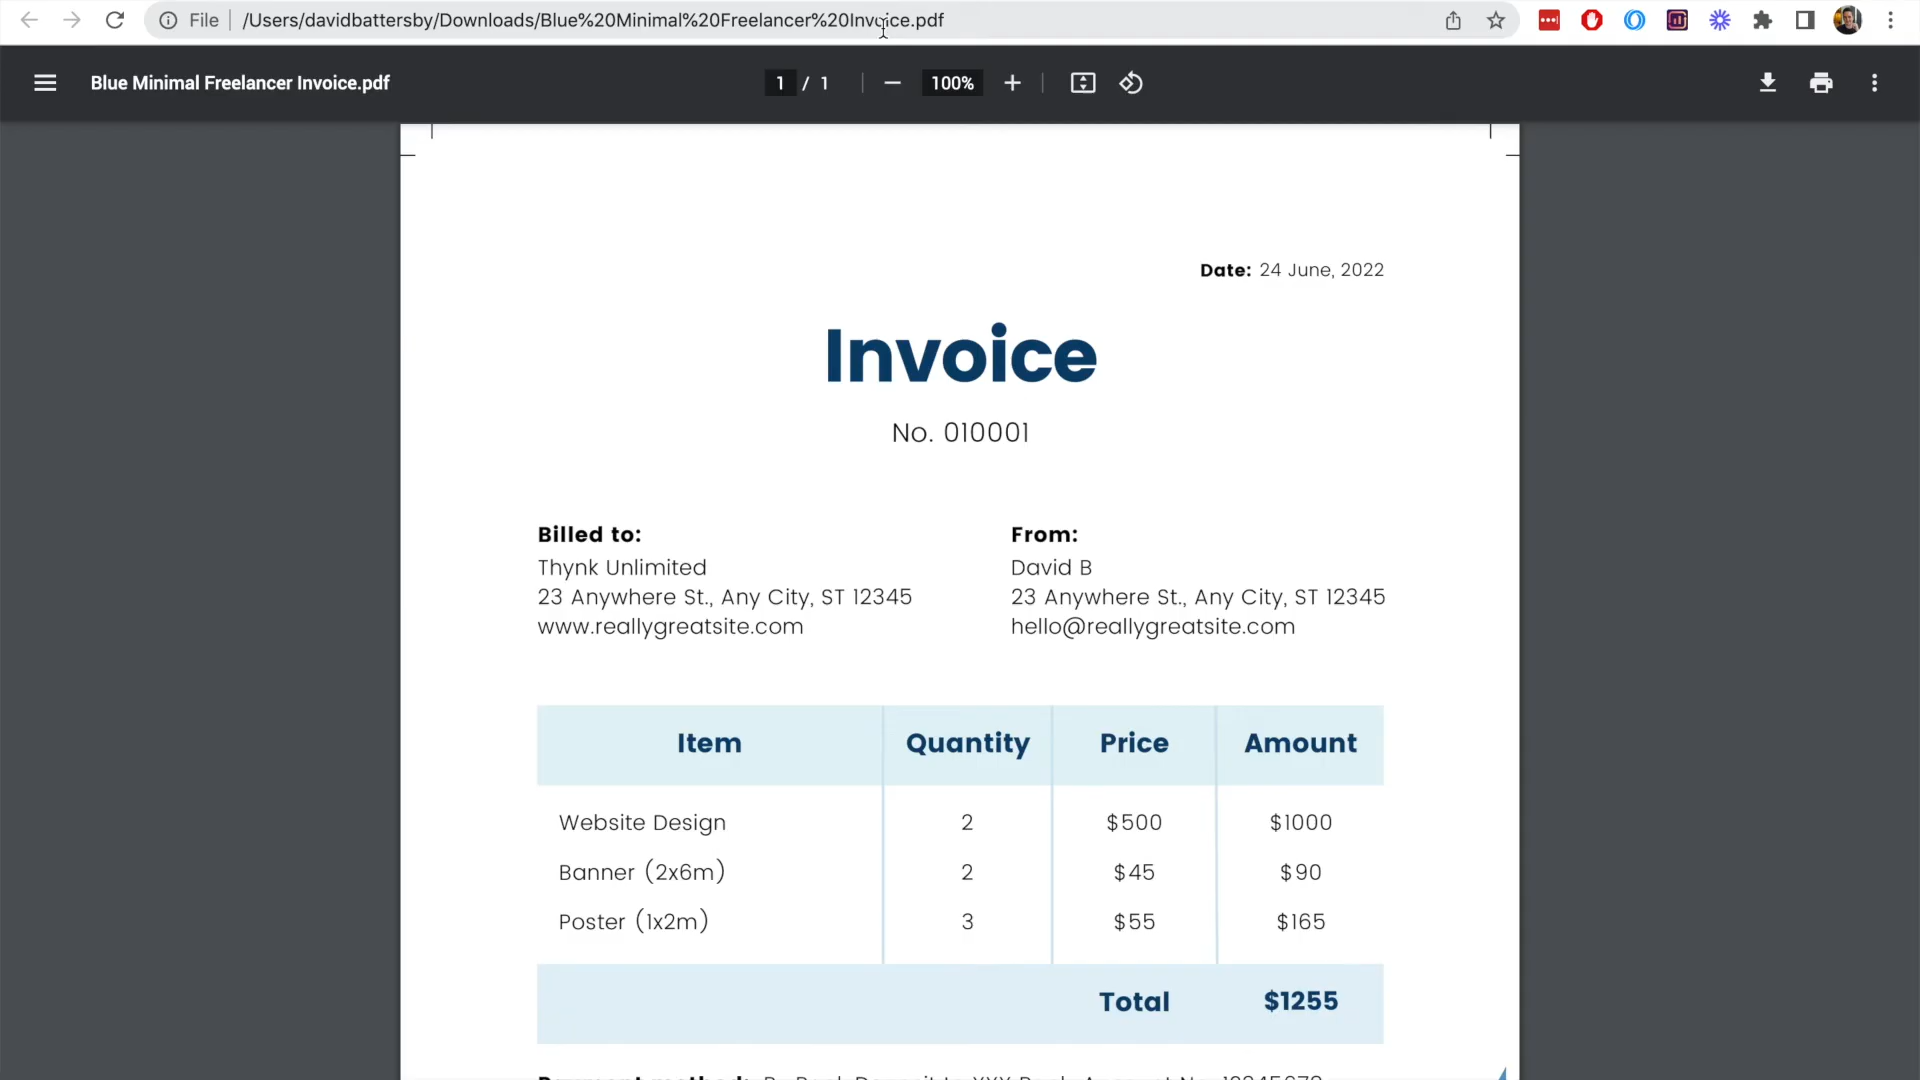 File /Users/davidbattersby/Downloads/Blue%20Minimal%20Freelancer%20Invoice.pdf
Blue Minimal Freelancer Invoice.pdf 1 / 1 100%
Date: 24 June, 2022
Invoice
No. 010001
Billed to: From:
Thynk Unlimited David B
23 Anywhere St., Any City, ST 12345 23 Anywhere St., Any City, ST 12345
www.reallygreatsite.com hello@reallygreatsite.com
Item Quantity Price Amount
Website Design 2 $500 $1000
Banner (2x6m) 2 $45 $90
Poster (1x2m) 3 $55 $165
Total $1255